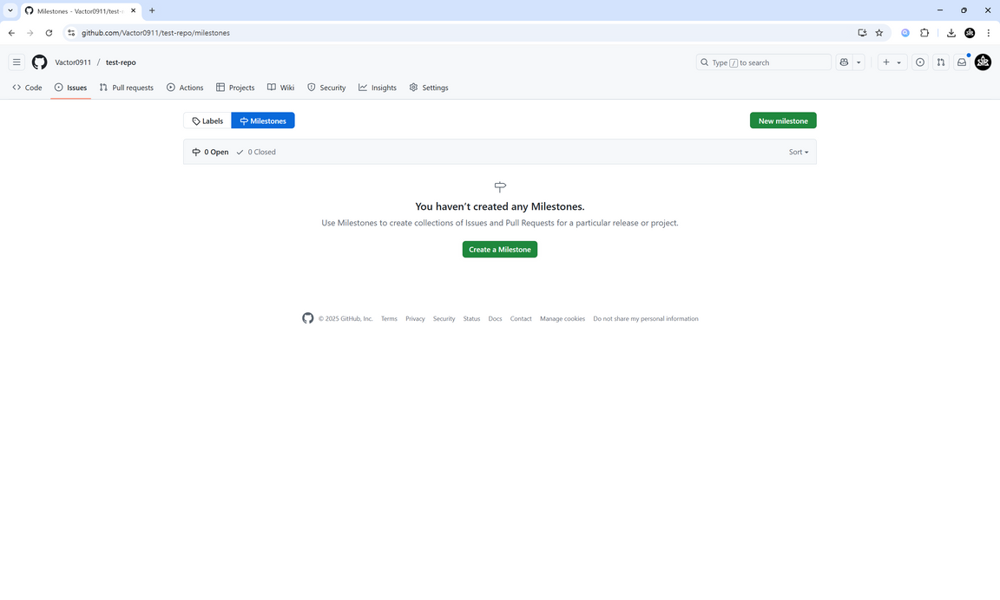 Milestones - Vactor0911/test-
github.com/Vactor0911/test-repo/milestones
Vactor0911 / test-repo
Type / to search
Code Issues Pull requests Actions Projects Wiki Security Insights Settings
Labels Milestones New milestone
0 Open 0 Closed Sort
You haven’t created any Milestones.
Use Milestones to create collections of Issues and Pull Requests for a particular release or project.
Create a Milestone
© 2025 GitHub, Inc. Terms Privacy Security Status Docs Contact Manage cookies Do not share my personal information